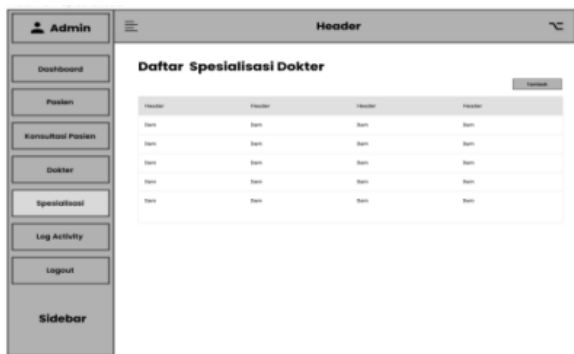 Admin
Header
Dashboard
Pasien
Konsultasi Pasien
Dokter
Spesialisasi
Log Activity
Logout
Sidebar
Daftar Spesialisasi Dokter
Tambah
Header Header Header Header
Item Item Item Item
Item Item Item Item
Item Item Item Item
Item Item Item Item
Item Item Item Item